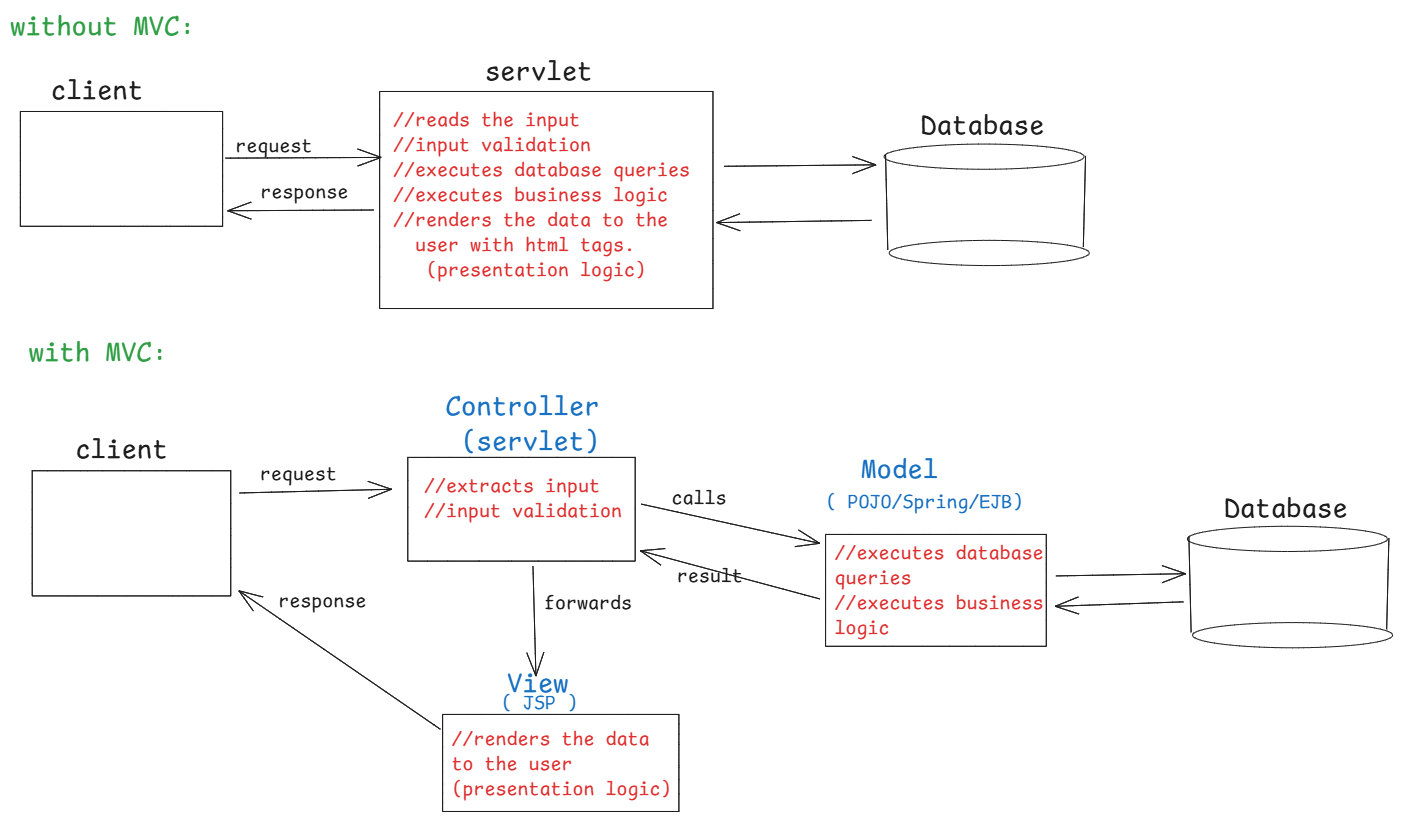 without MVC:
servlet
client
Database
//reads the input
//input validation
//executes database queries
//executes business logic
//renders the data to the
user with html tags.
(presentation logic)
request
response
with MVC:
Controller
(servlet)
client
Model
( POJO/Spring/EJB)
Database
request
//extracts input
//input validation
calls
result
//executes database
queries
//executes business
logic
response
forwards
View
( JSP )
//renders the data
to the user
(presentation logic)